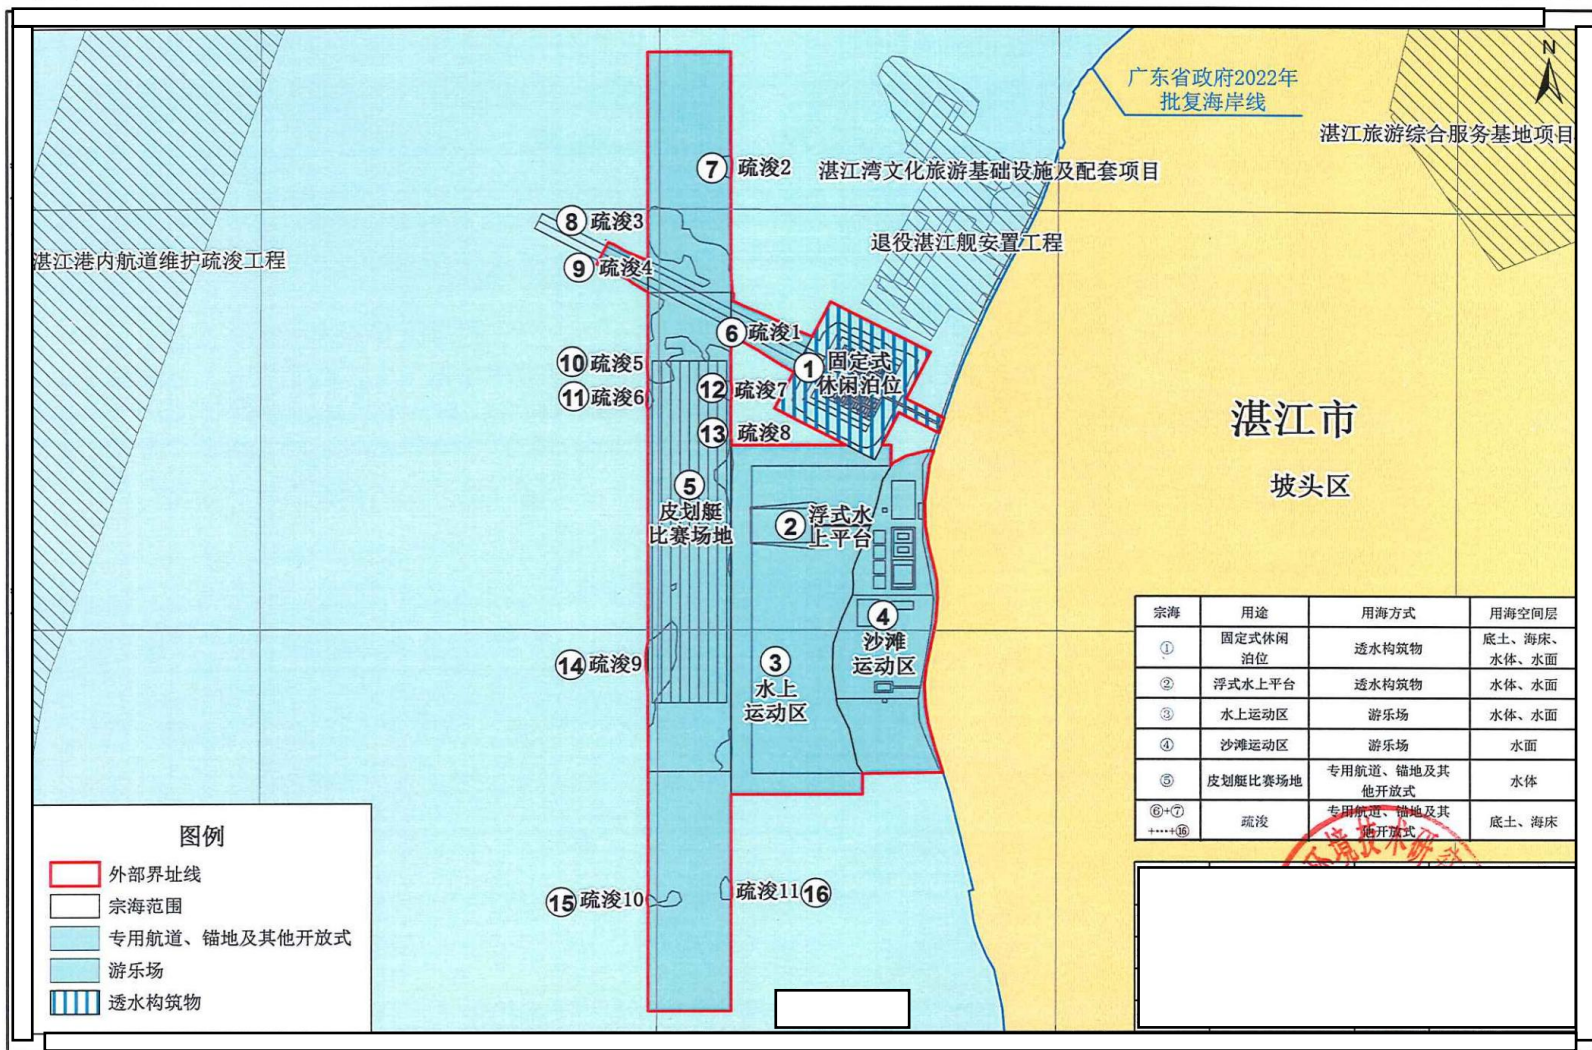 N
广东省政府2022年
批复海岸线
湛江旅游综合服务基地项目
⑦ 疏浚2
湛江湾文化旅游基础设施及配套项目
⑧ 疏浚3
退役湛江舰安置工程
湛江港内航道维护疏浚工程
⑨ 疏浚4
⑥ 疏浚1
① 固定式
休闲泊位
⑩ 疏浚5
⑫ 疏浚7
⑪ 疏浚6
⑬ 疏浚8
湛江市
坡头区
⑤
皮划艇
比赛场地
② 浮式水
上平台
④
沙滩
运动区
⑭ 疏浚9
③
水上
运动区
宗海 用途 用海方式 用海空间层
① 固定式休闲
泊位 透水构筑物 底土、海床、
水体、水面
② 浮式水上平台 透水构筑物 水体、水面
③ 水上运动区 游乐场 水体、水面
④ 沙滩运动区 游乐场 水面
⑤ 皮划艇比赛场地 专用航道、锚地及其
他开放式 水体
⑥+⑦
+…+⑯ 疏浚 专用航道、锚地及其
他开放式 底土、海床
环境技术研
⑮ 疏浚10
疏浚11 ⑯
图例
外部界址线
宗海范围
专用航道、锚地及其他开放式
游乐场
透水构筑物